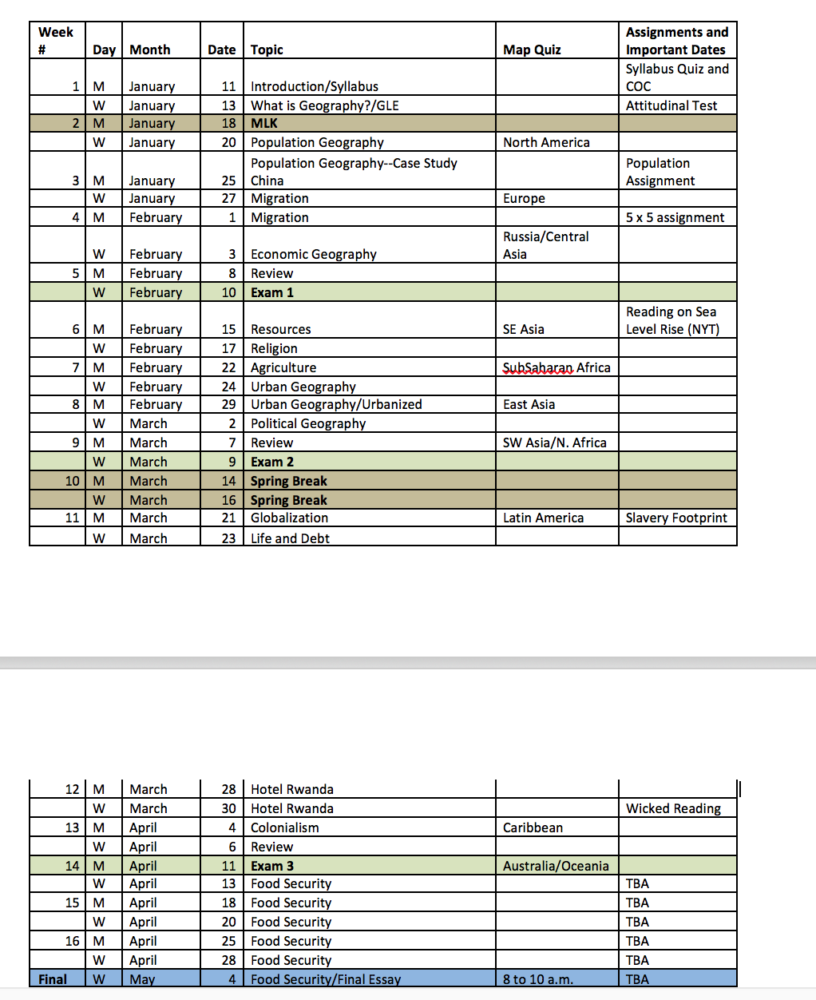 Week # Day Month Date Topic Map Quiz Assignments and Important Dates
1 M January 11 Introduction/Syllabus Syllabus Quiz and COC
W January 13 What is Geography?/GLE Attitudinal Test
2 M January 18 MLK
W January 20 Population Geography North America
3 M January 25 Population Geography--Case Study China Population Assignment
W January 27 Migration Europe
4 M February 1 Migration 5 x 5 assignment
W February 3 Economic Geography Russia/Central Asia
5 M February 8 Review
W February 10 Exam 1
6 M February 15 Resources SE Asia Reading on Sea Level Rise (NYT)
W February 17 Religion
7 M February 22 Agriculture SubSaharan Africa
W February 24 Urban Geography
8 M February 29 Urban Geography/Urbanized East Asia
W March 2 Political Geography
9 M March 7 Review SW Asia/N. Africa
W March 9 Exam 2
10 M March 14 Spring Break
W March 16 Spring Break
11 M March 21 Globalization Latin America Slavery Footprint
W March 23 Life and Debt
12 M March 28 Hotel Rwanda
W March 30 Hotel Rwanda Wicked Reading
13 M April 4 Colonialism Caribbean
W April 6 Review
14 M April 11 Exam 3 Australia/Oceania
W April 13 Food Security TBA
15 M April 18 Food Security TBA
W April 20 Food Security TBA
16 M April 25 Food Security TBA
W April 28 Food Security TBA
Final W May 4 Food Security/Final Essay 8 to 10 a.m. TBA